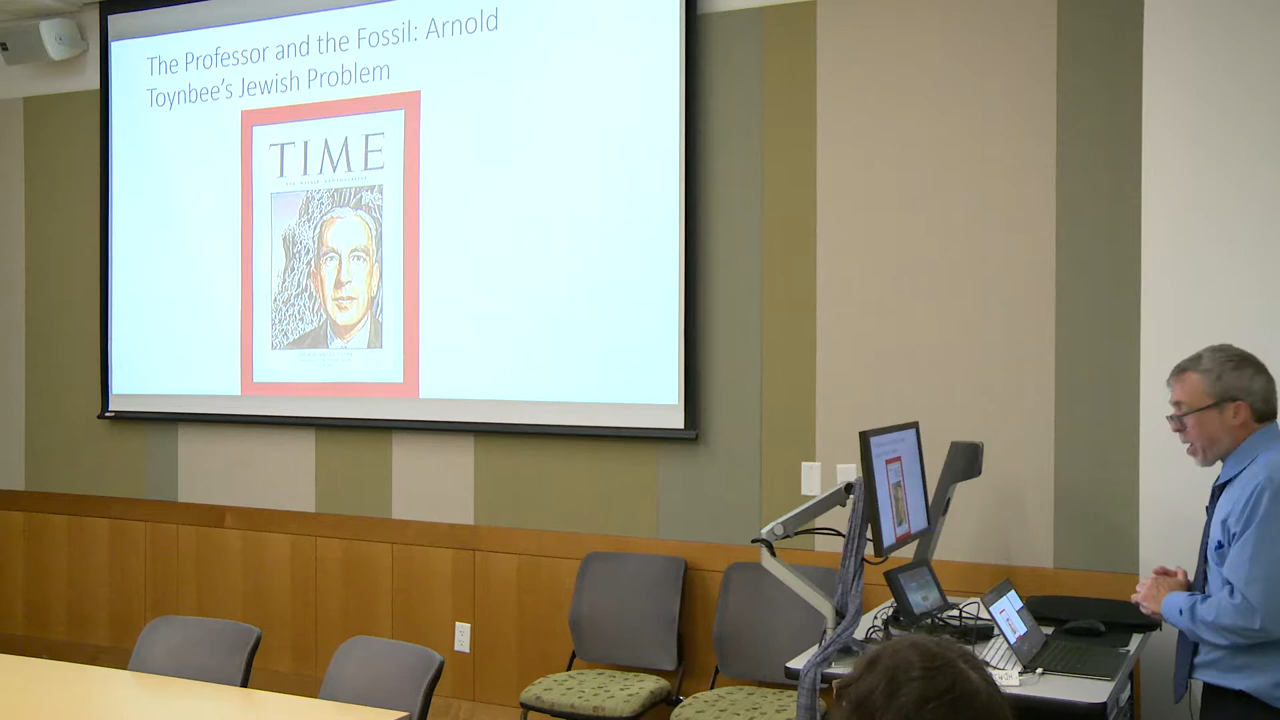 The Professor and the Fossil: Arnold
Toynbee's Jewish Problem
TIME